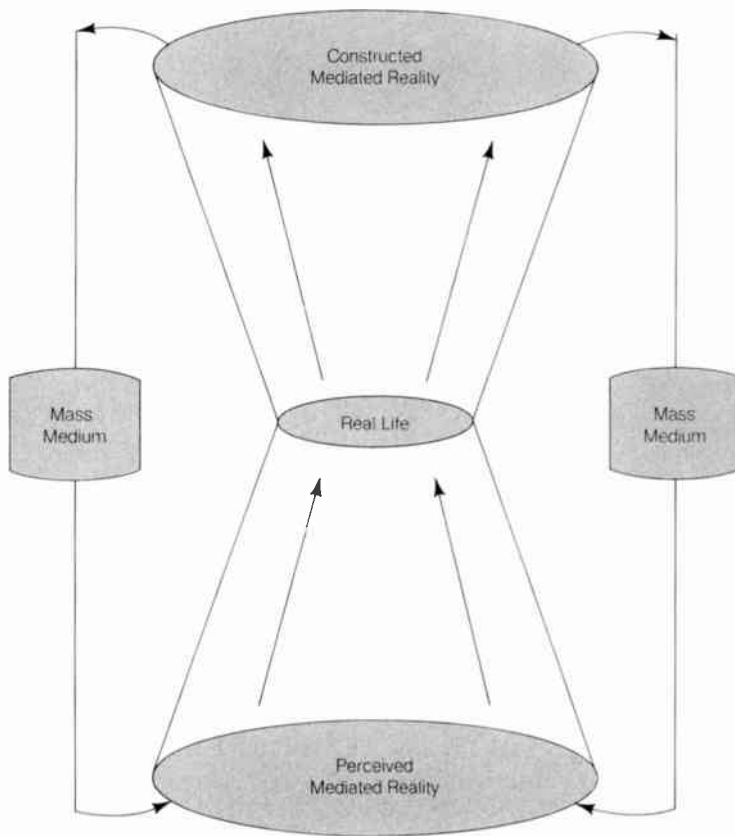 Constructed
Mediated Reality
Mass
Medium
Real Life
Mass
Medium
Perceived
Mediated Reality